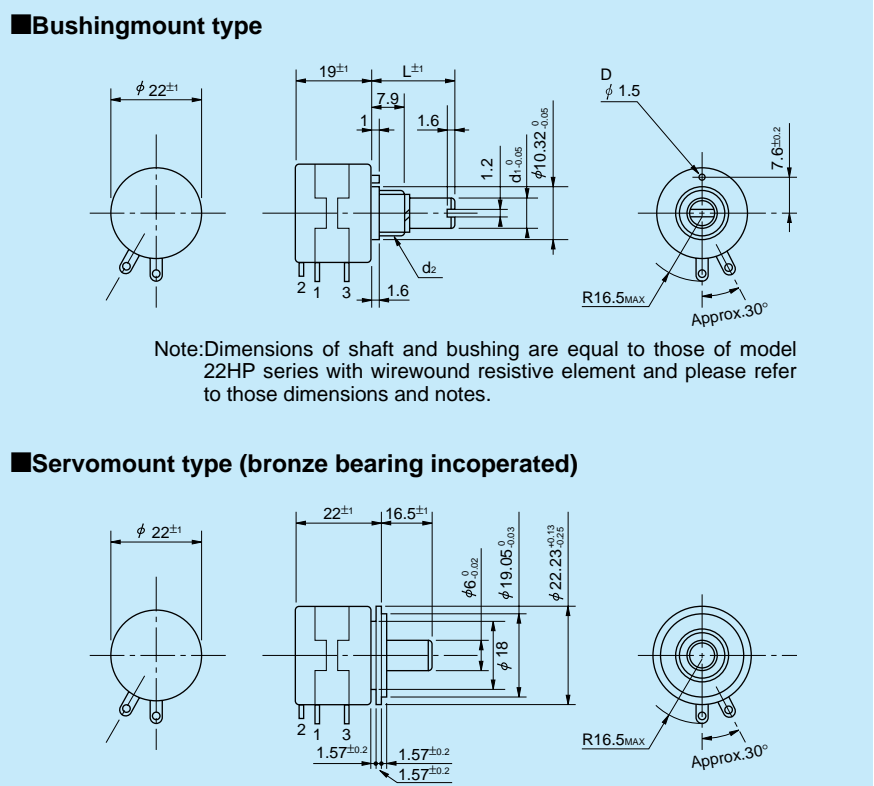 ■Bushingmount type
φ 22±1
19±1
L±1
7.9
1
1.6
1.2
d1 0 -0.05
φ10.32 0 -0.05
D
φ 1.5
7.6±0.2
d2
2 1 3
1.6
R16.5MAX
Approx.30°
Note:Dimensions of shaft and bushing are equal to those of model
22HP series with wirewound resistive element and please refer
to those dimensions and notes.
■Servomount type (bronze bearing incoperated)
φ 22±1
22±1
16.5±1
φ6 0 -0.02
φ19.05 0 -0.03
φ22.23 +0.13 -0.25
φ 18
2 1 3
1.57±0.2
1.57±0.2
1.57±0.2
R16.5MAX
Approx.30°